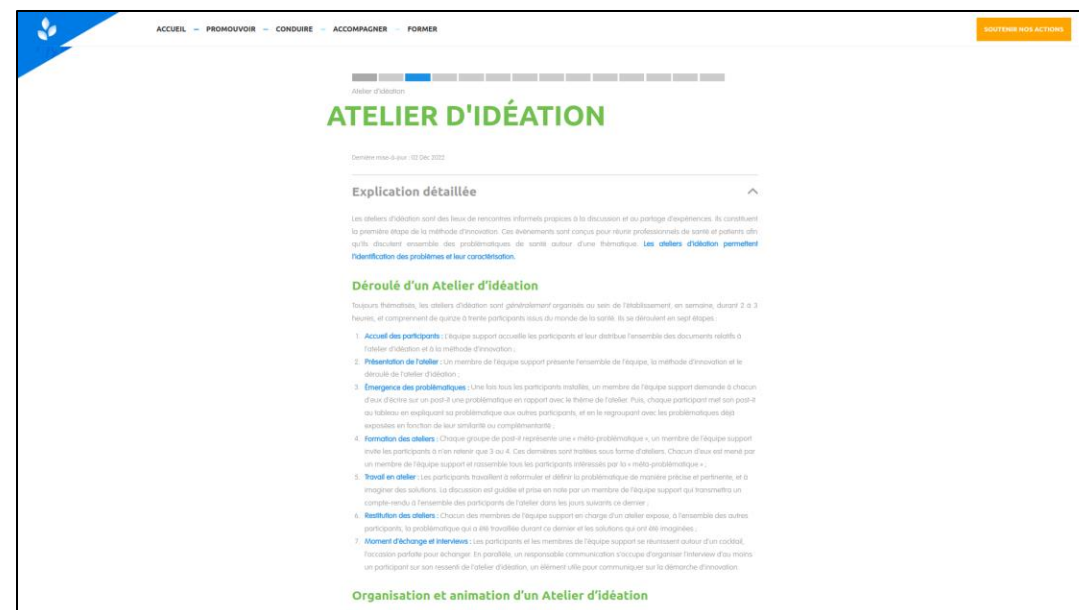 ACCUEIL – PROMOUVOIR – CONDUIRE – ACCOMPAGNER – FORMER
SOUTENIR NOS ACTIONS
Atelier d'idéation
ATELIER D'IDÉATION
Dernière mise-à-jour : 02 Déc 2022
Explication détaillée
Les ateliers d'idéation sont des lieux de rencontres informels propices à la discussion et au partage d'expériences. Ils constituent
la première étape de la méthode d'innovation. Ces événements sont conçus pour réunir professionnels de santé et patients afin
qu'ils discutent ensemble des problématiques de santé autour d'une thématique. Les ateliers d'idéation permettent
l'identification des problèmes et leur caractérisation.
Déroulé d'un Atelier d'idéation
Toujours thématisés, les ateliers d'idéation sont généralement organisés au sein de l'établissement, en semaine, durant 2 à 3
heures, et comprennent de quinze à trente participants issus du monde de la santé. Ils se déroulent en sept étapes :
1. Accueil des participants : L'équipe support accueille les participants et leur distribue l'ensemble des documents relatifs à
l'atelier d'idéation et à la méthode d'innovation ;
2. Présentation de l'atelier : Un membre de l'équipe support présente l'ensemble de l'équipe, la méthode d'innovation et le
déroulé de l'atelier d'idéation ;
3. Émergence des problématiques : Une fois tous les participants installés, un membre de l'équipe support demande à chacun
d'eux d'écrire sur un post-it une problématique en rapport avec le thème de l'atelier. Puis, chaque participant met son post-it
au tableau en expliquant sa problématique aux autres participants, et en le regroupant avec les problématiques déjà
exposées en fonction de leur similarité ou complémentarité ;
4. Formation des ateliers : Chaque groupe de post-it représente une « méta-problématique », un membre de l'équipe support
invite les participants à n'en retenir que 3 ou 4. Ces dernières sont traitées sous forme d'ateliers. Chacun d'eux est mené par
un membre de l'équipe support et rassemble tous les participants intéressés par la « méta-problématique » ;
5. Travail en atelier : Les participants travaillent à reformuler et définir la problématique de manière précise et pertinente, et à
imaginer des solutions. La discussion est guidée et prise en note par un membre de l'équipe support qui transmettra un
compte-rendu à l'ensemble des participants de l'atelier dans les jours suivants ce dernier ;
6. Restitution des ateliers : Chacun des membres de l'équipe support en charge d'un atelier expose, à l'ensemble des autres
participants, la problématique qui a été travaillée durant ce dernier et les solutions qui ont été imaginées ;
7. Moment d'échange et interviews : Les participants et les membres de l'équipe support se réunissent autour d'un cocktail,
l'occasion parfaite pour échanger. En parallèle, un responsable communication s'occupe d'organiser l'interview d'au moins
un participant sur son ressenti de l'atelier d'idéation, un élément utile pour communiquer sur la démarche d'innovation.
Organisation et animation d'un Atelier d'idéation